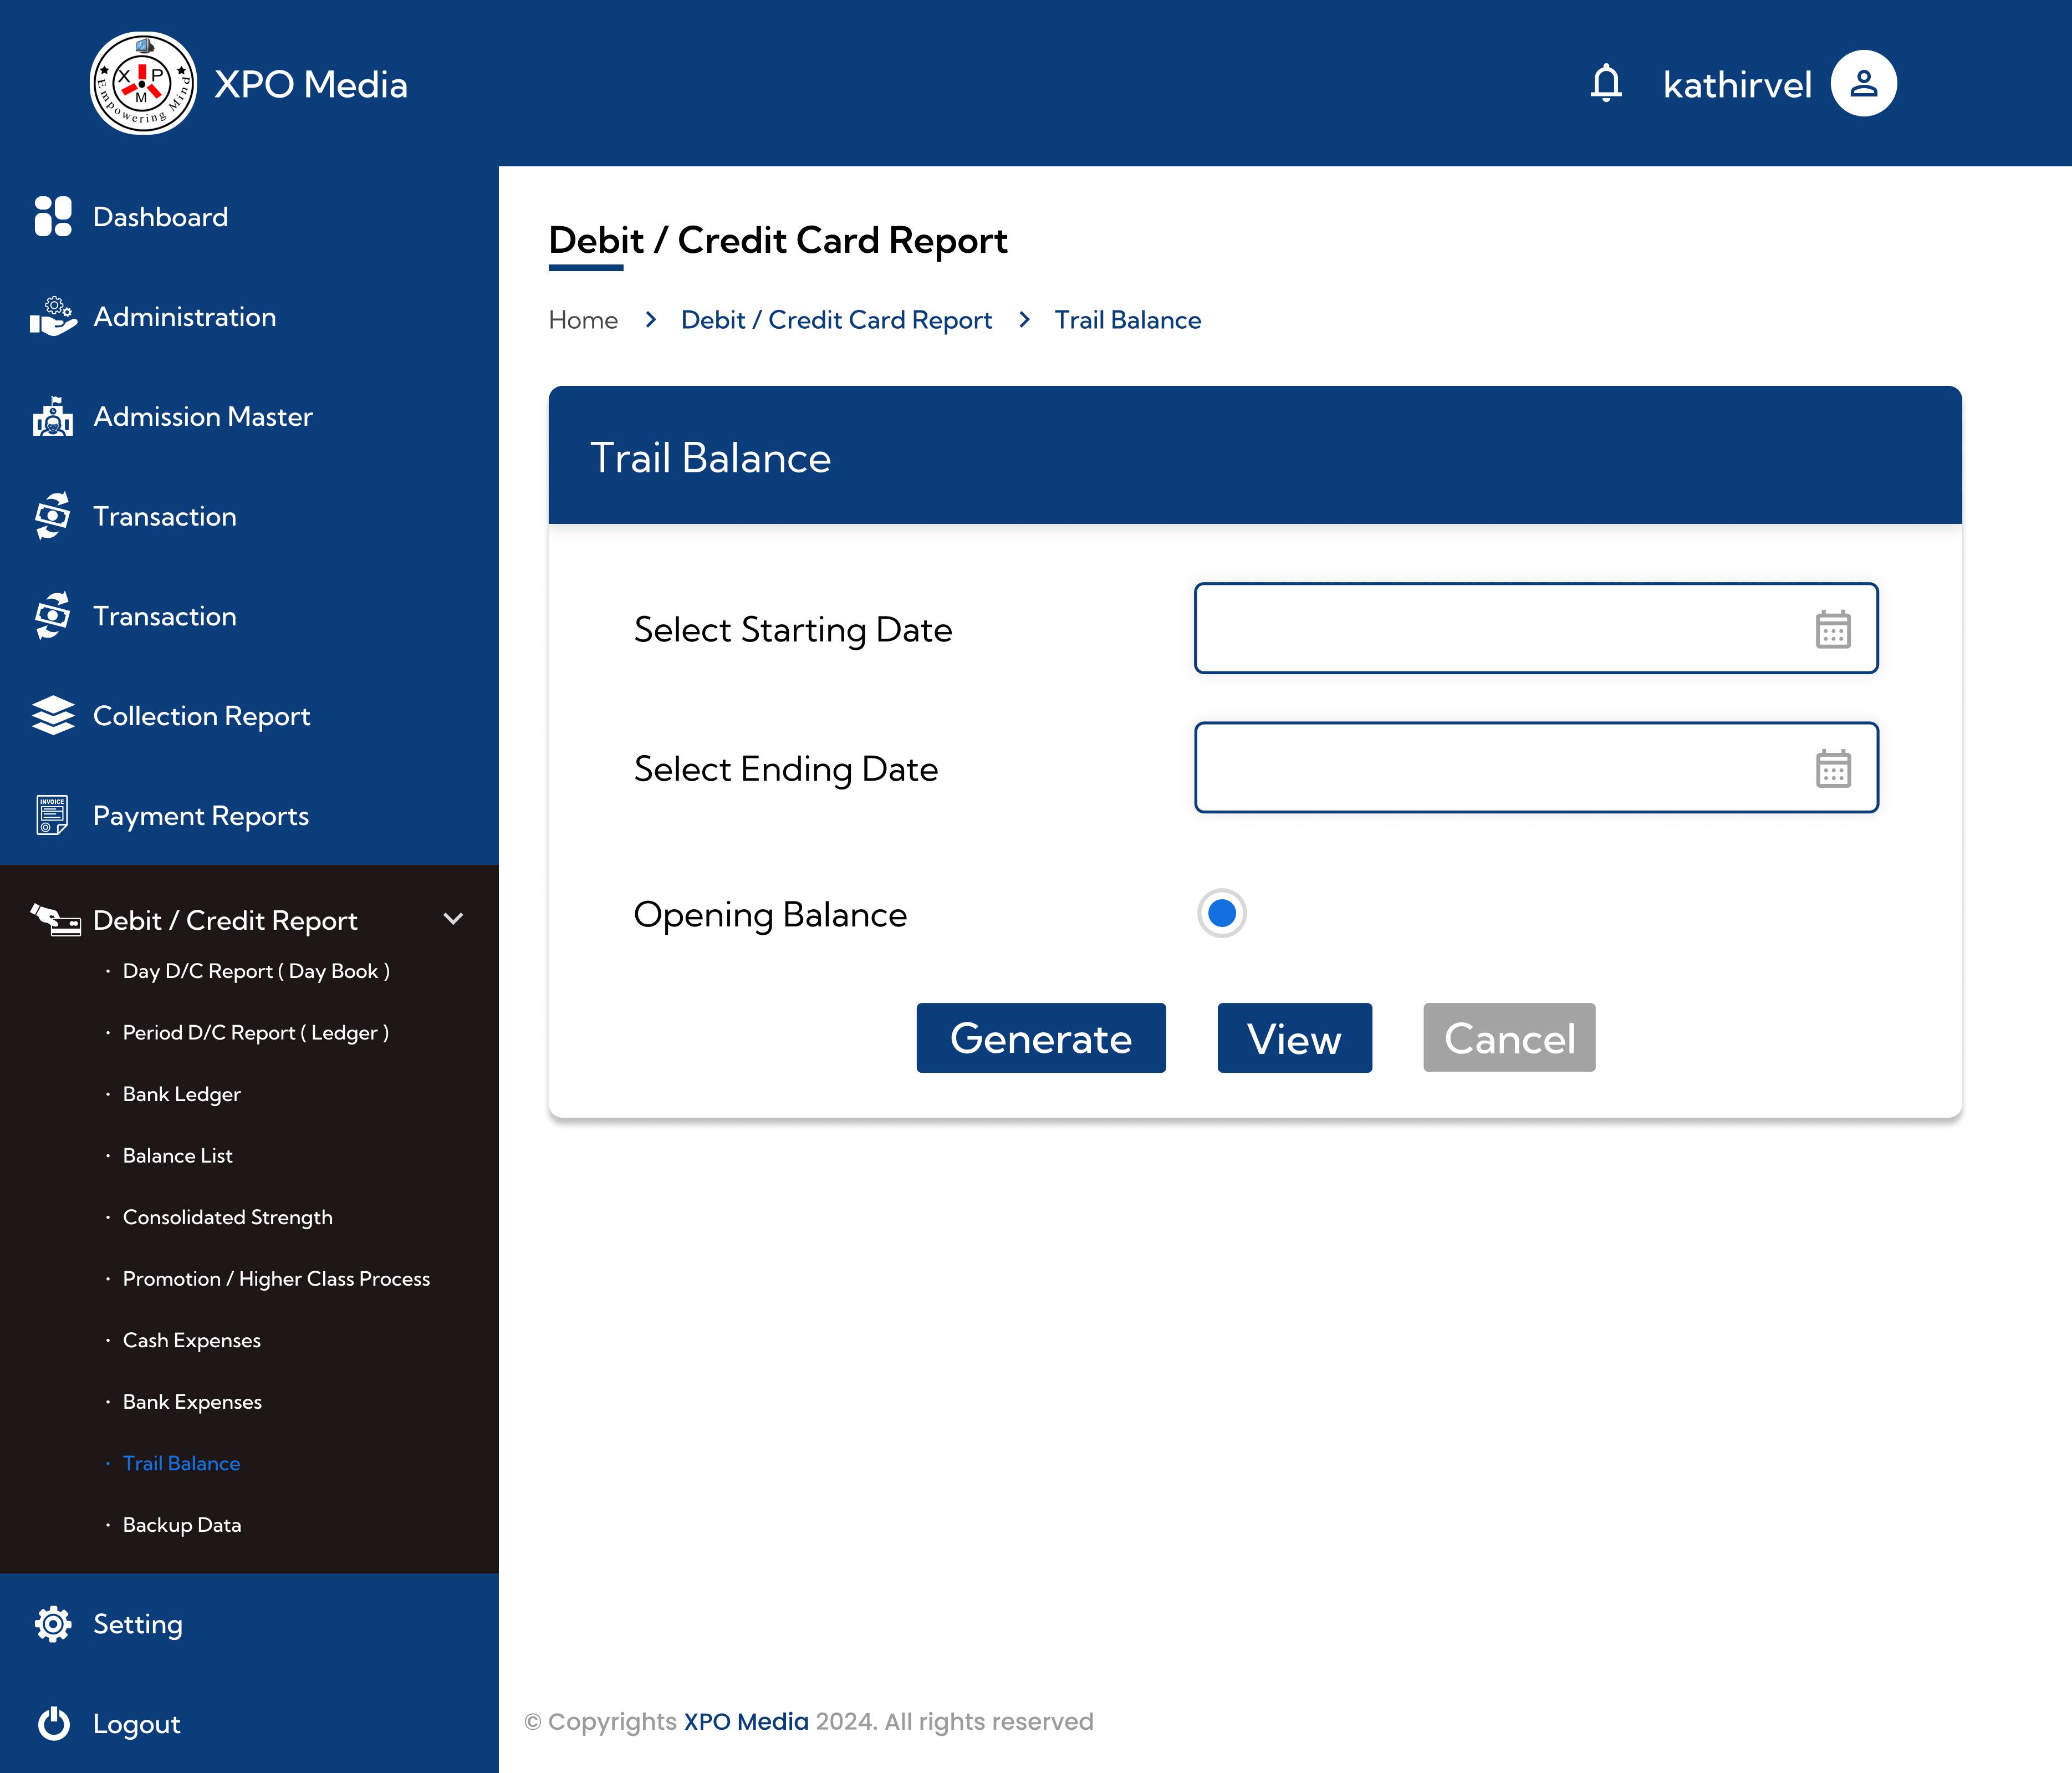 X P M
Empowering Mind
XPO Media
kathirvel
Dashboard
Administration
Admission Master
Transaction
Transaction
Collection Report
INVOICE
Payment Reports
Debit / Credit Report
· Day D/C Report ( Day Book )
· Period D/C Report ( Ledger )
· Bank Ledger
· Balance List
· Consolidated Strength
· Promotion / Higher Class Process
· Cash Expenses
· Bank Expenses
· Trail Balance
· Backup Data
Setting
Logout
Debit / Credit Card Report
Home > Debit / Credit Card Report > Trail Balance
Trail Balance
Select Starting Date
Select Ending Date
Opening Balance
Generate View Cancel
© Copyrights XPO Media 2024. All rights reserved